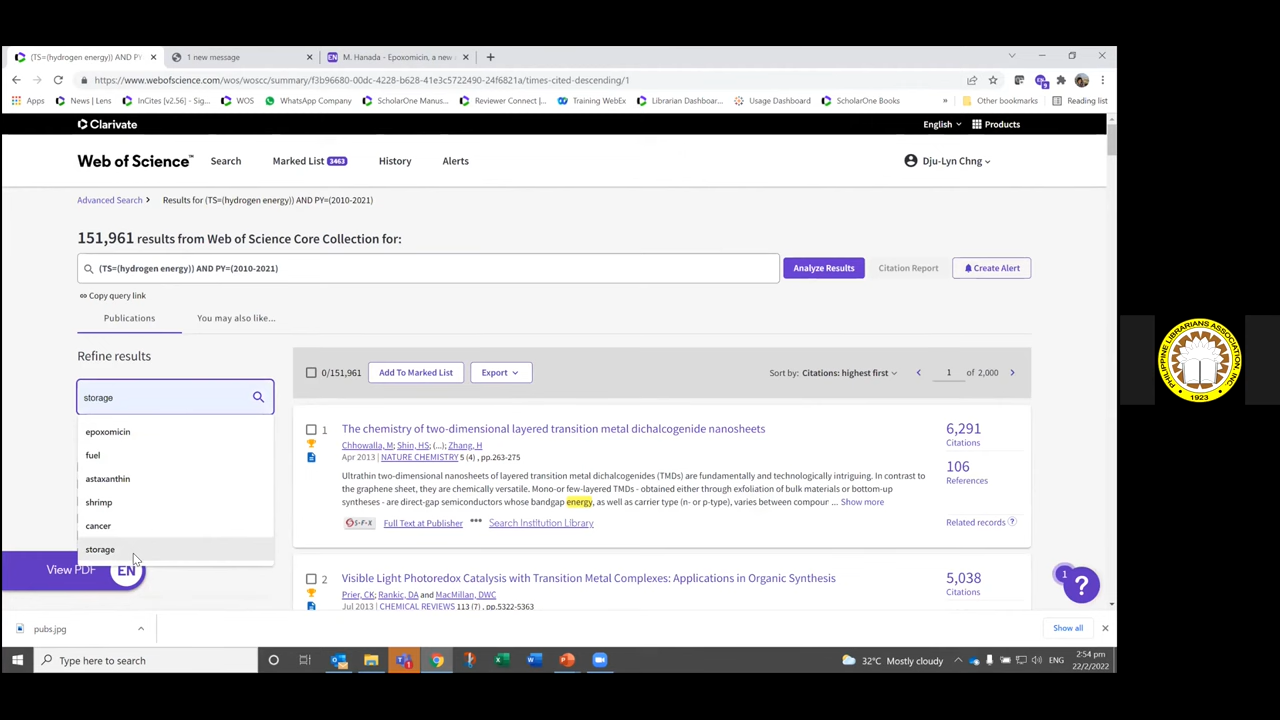 (TS=(hydrogen energy)) AND P
1 new message
M. Hanada - Epoxomicin, a new
https://www.webofscience.com/wos/woscc/summary/f3b96680-00dc-4228-b628-41e3c5722490-24f6821a/times-cited-descending/1
Apps
News | Lens
InCites [v2.56] - Sig...
WOS
WhatsApp Company
ScholarOne Manus...
Reviewer Connect |...
Training WebEx
Librarian Dashboar...
Usage Dashboard
ScholarOne Books
»
Other bookmarks
Reading list
Clarivate
English
Products
Web of Science™
Search
Marked List 3463
History
Alerts
Dju-Lyn Chng
Advanced Search > Results for (TS=(hydrogen energy)) AND PY=(2010-2021)
151,961 results from Web of Science Core Collection for:
(TS=(hydrogen energy)) AND PY=(2010-2021)
Analyze Results
Citation Report
Create Alert
Copy query link
Publications
You may also like...
Refine results
storage
epoxomicin
fuel
astaxanthin
shrimp
cancer
storage
View PDF EN
0/151,961
Add To Marked List
Export
Sort by: Citations: highest first
< 1 of 2,000 >
1
The chemistry of two-dimensional layered transition metal dichalcogenide nanosheets
Chhowalla, M; Shin, HS; (...); Zhang, H
Apr 2013 | NATURE CHEMISTRY 5 (4) , pp.263-275
Ultrathin two-dimensional nanosheets of layered transition metal dichalcogenides (TMDs) are fundamentally and technologically intriguing. In contrast to
the graphene sheet, they are chemically versatile. Mono-or few-layered TMDs - obtained either through exfoliation of bulk materials or bottom-up
syntheses - are direct-gap semiconductors whose bandgap energy, as well as carrier type (n- or p-type), varies between compour ... Show more
S·F·X
Full Text at Publisher
•••
Search Institution Library
6,291
Citations
106
References
Related records
2
Visible Light Photoredox Catalysis with Transition Metal Complexes: Applications in Organic Synthesis
Prier, CK; Rankic, DA and MacMillan, DWC
Jul 2013 | CHEMICAL REVIEWS 113 (7) , pp.5322-5363
5,038
Citations
1
?
pubs.jpg
Show all
Type here to search
32°C Mostly cloudy
ENG
2:54 pm
22/2/2022
PHILIPPINE LIBRARIANS ASSOCIATION, INC.
1923